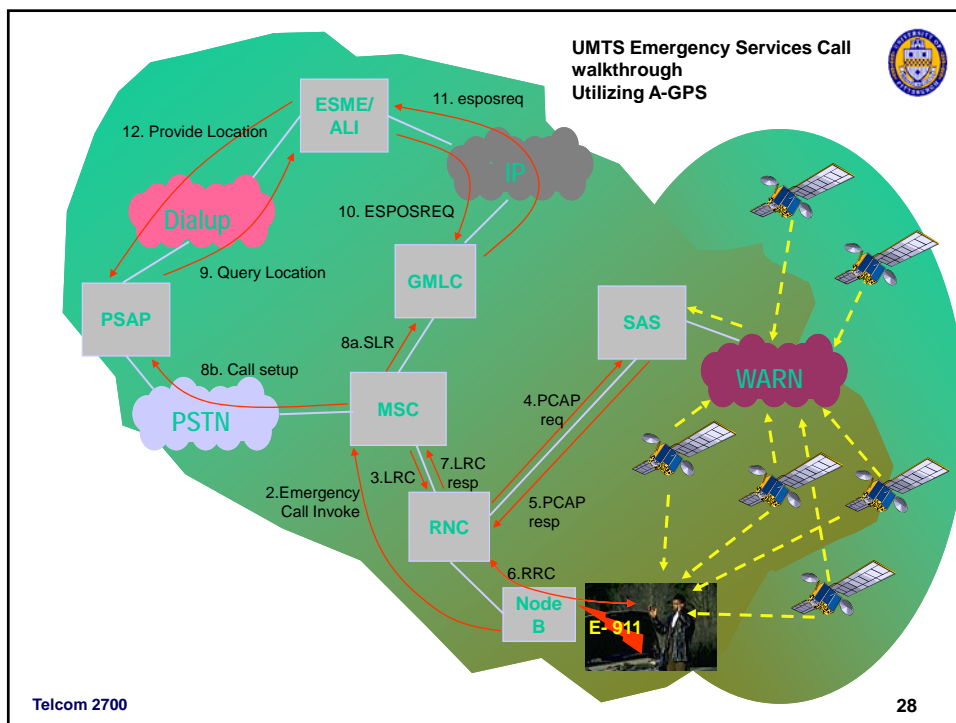 UMTS Emergency Services Call
walkthrough
Utilizing A-GPS
ESME/
ALI
11. esposreq
12. Provide Location
IP
Dialup
10. ESPOSREQ
9. Query Location
GMLC
PSAP
SAS
8a.SLR
8b. Call setup
WARN
MSC
PSTN
4.PCAP
req
7.LRC
resp
3.LRC
2.Emergency
Call Invoke
5.PCAP
resp
RNC
6.RRC
Node
B
E- 911
Telcom 2700
28